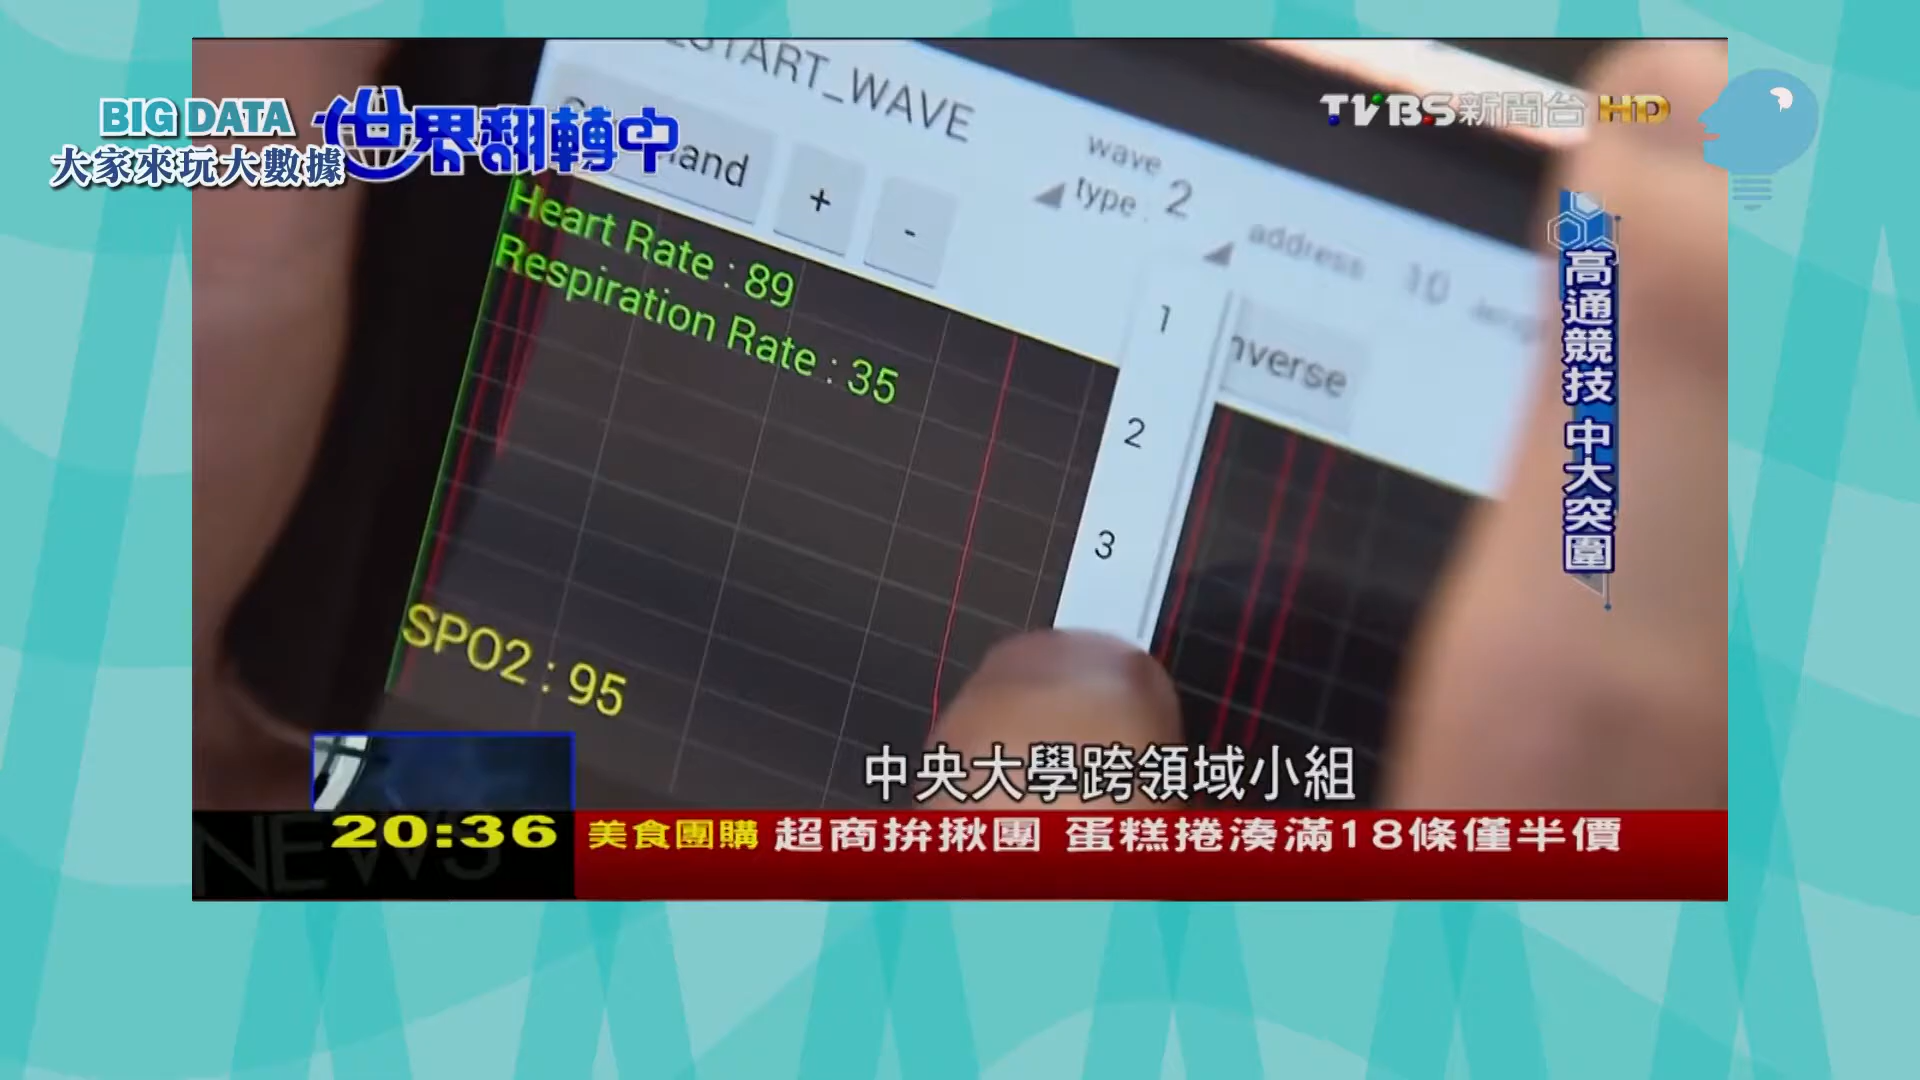 BIG DATA
大家來玩大數據
世界翻轉中
TVBS新聞台 HD
START_WAVE
wave
type : 2
address 10
+
-
Heart Rate : 89
Respiration Rate : 35
SPO2 : 95
1
2
3
高通競技 中大突圍
中央大學跨領域小組
NEWS
20:36
美食團購 超商拚揪團 蛋糕捲湊滿18條僅半價